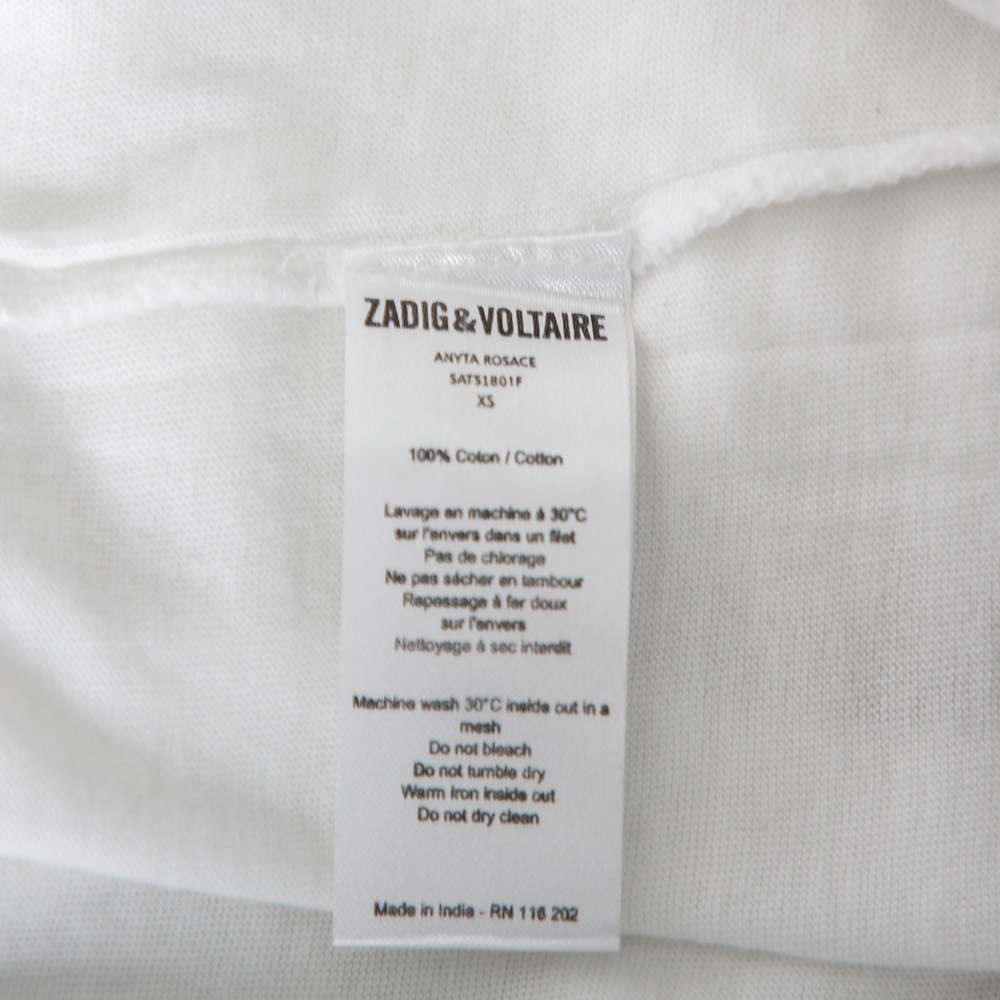 ZADIG&VOLTAIRE
ANYTA ROSACE
SATS1801F
XS
100% Coton / Cotton
Lavage en machine à 30°C
sur l'envers dans un filet
Pas de chlorage
Ne pas sécher en tambour
Repassage à fer doux
sur l'envers
Nettoyage à sec interdit
Machine wash 30°C inside out in a
mesh
Do not bleach
Do not tumble dry
Warm Iron inside out
Do not dry clean
Made in India - RN 116 202